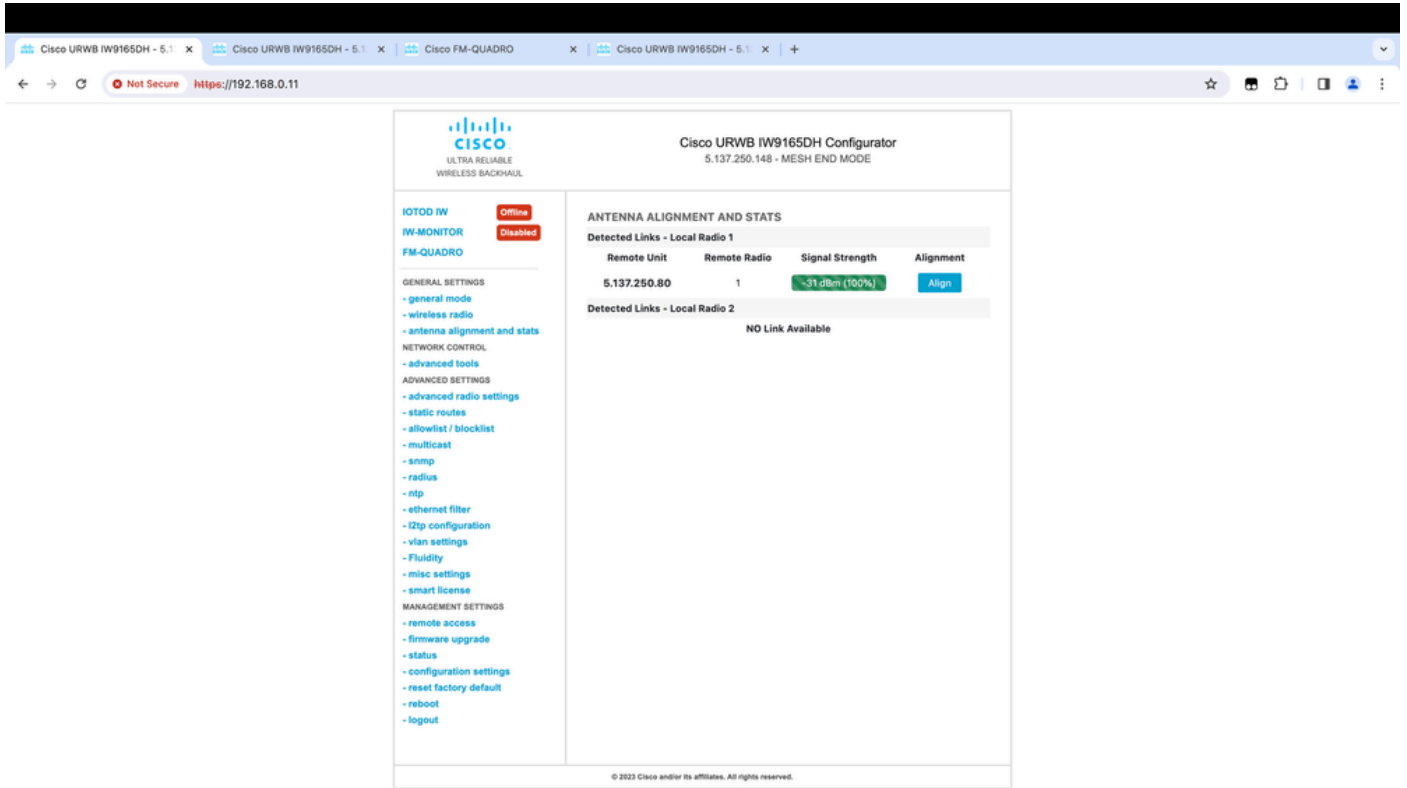 Cisco URWB IW9165DH - 5.1 Cisco URWB IW9165DH - 5.1 Cisco FM-QUADRO Cisco URWB IW9165DH - 5.1
Not Secure https://192.168.0.11
CISCO
ULTRA RELIABLE
WIRELESS BACKHAUL
Cisco URWB IW9165DH Configurator
5.137.250.148 - MESH END MODE
IOTOD IW Offline
IW-MONITOR Disabled
FM-QUADRO
GENERAL SETTINGS
- general mode
- wireless radio
- antenna alignment and stats
NETWORK CONTROL
- advanced tools
ADVANCED SETTINGS
- advanced radio settings
- static routes
- allowlist / blocklist
- multicast
- snmp
- radius
- ntp
- ethernet filter
- l2tp configuration
- vlan settings
- Fluidity
- misc settings
- smart license
MANAGEMENT SETTINGS
- remote access
- firmware upgrade
- status
- configuration settings
- reset factory default
- reboot
- logout
ANTENNA ALIGNMENT AND STATS
Detected Links - Local Radio 1
Remote Unit Remote Radio Signal Strength Alignment
5.137.250.80 1 -31 dBm (100%) Align
Detected Links - Local Radio 2
NO Link Available
© 2023 Cisco and/or its affiliates. All rights reserved.